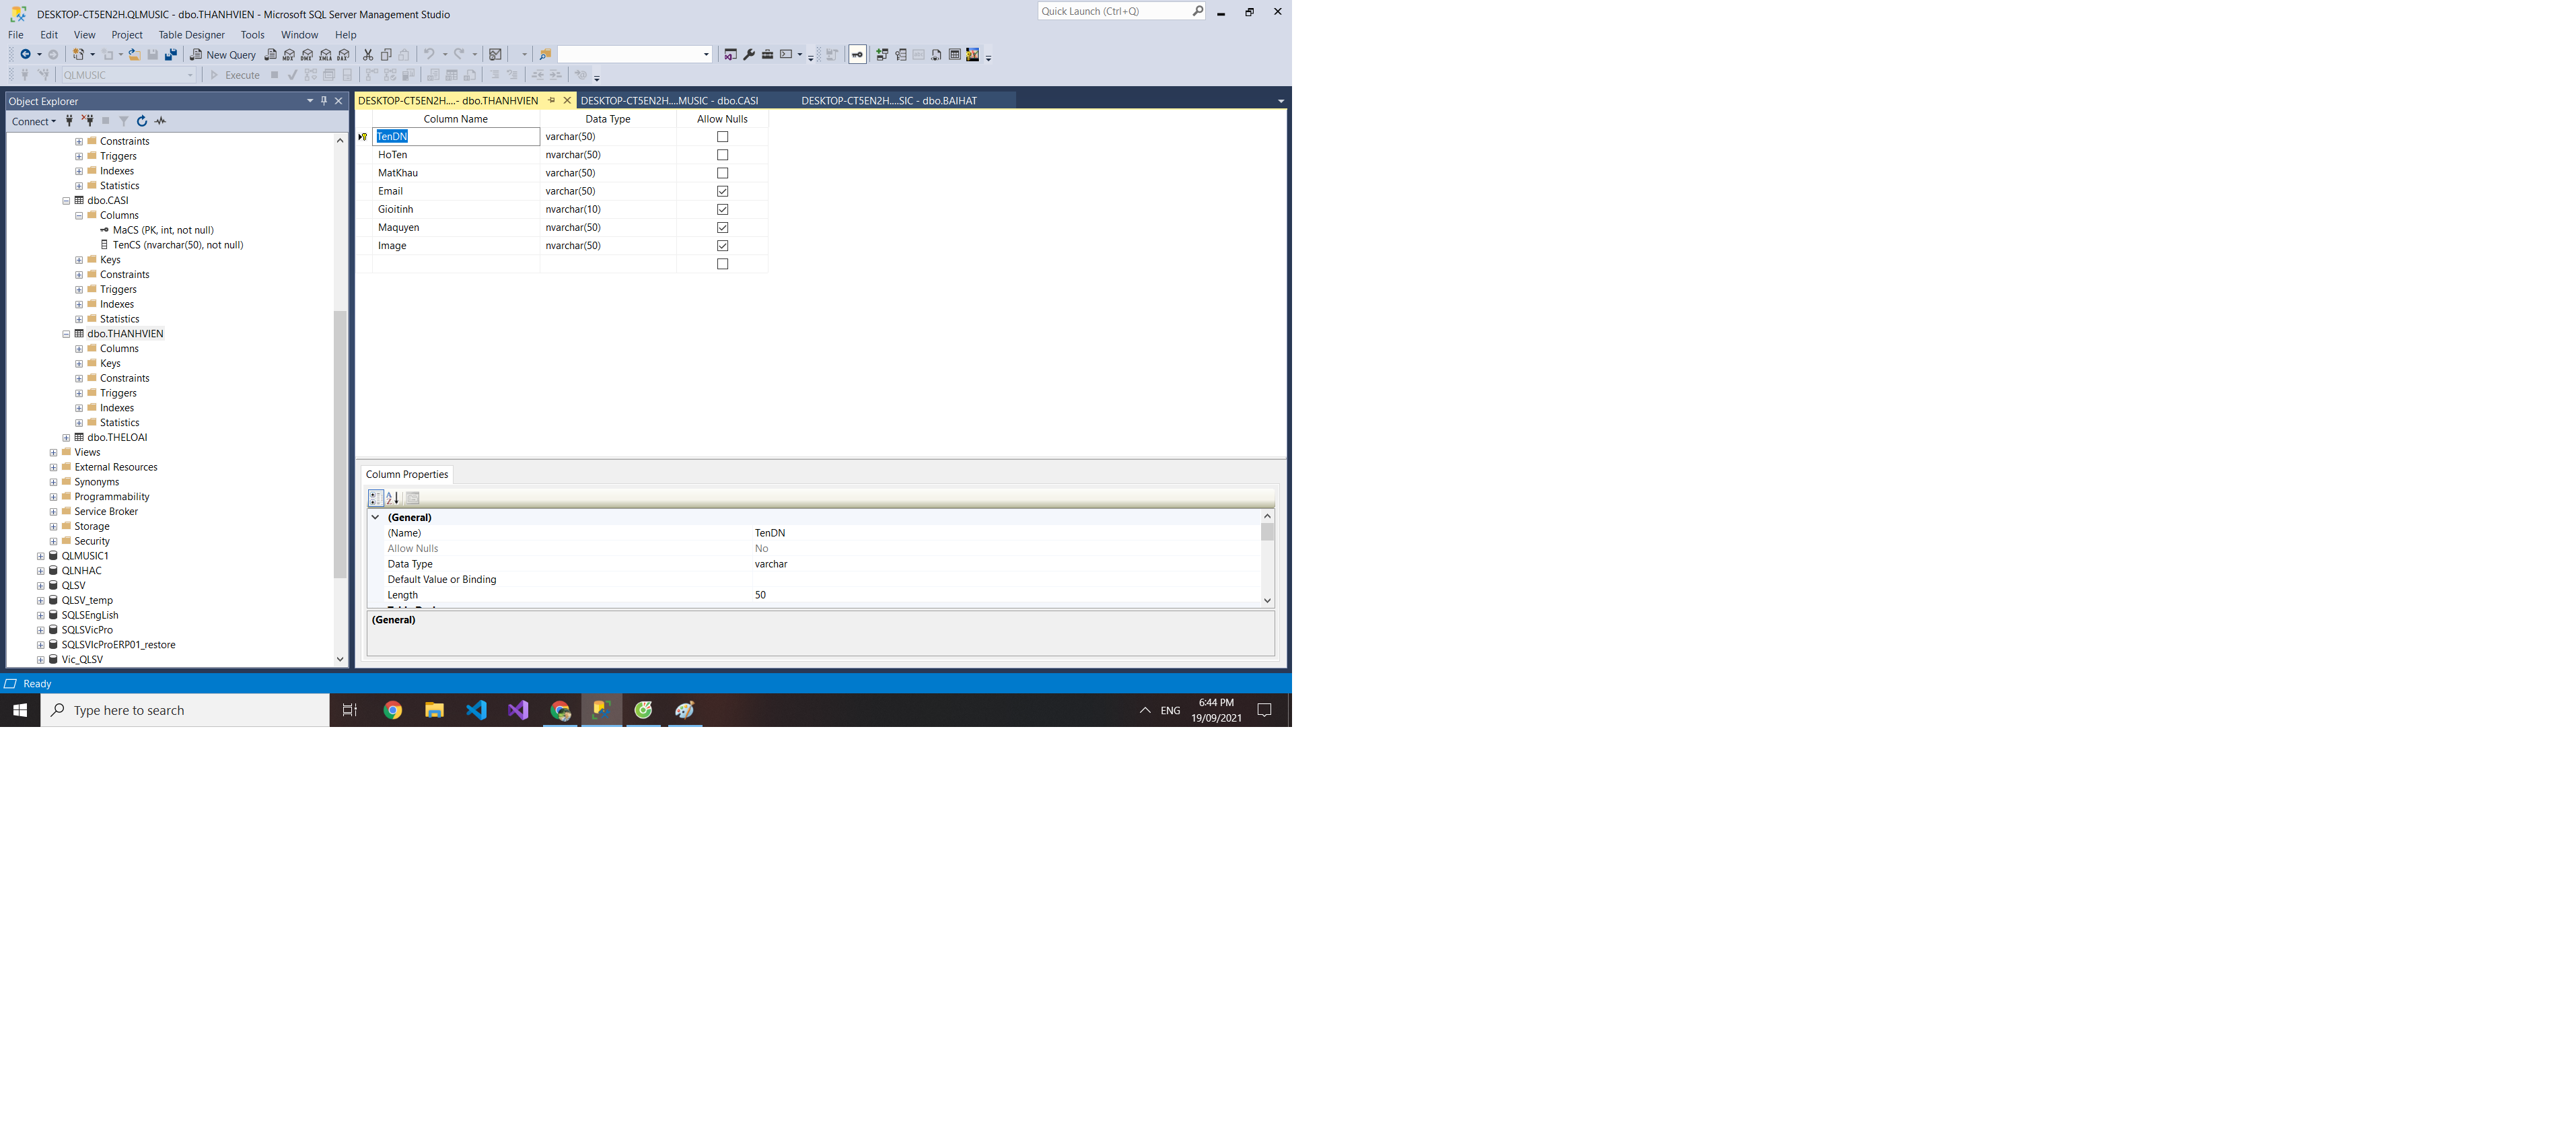 DESKTOP-CT5EN2H.QLMUSIC - dbo.THANHVIEN - Microsoft SQL Server Management Studio
Quick Launch (Ctrl+Q)
File Edit View Project Table Designer Tools Window Help
New Query
QLMUSIC Execute
Object Explorer
Connect
Constraints
Triggers
Indexes
Statistics
dbo.CASI
Columns
MaCS (PK, int, not null)
TenCS (nvarchar(50), not null)
Keys
Constraints
Triggers
Indexes
Statistics
dbo.THANHVIEN
Columns
Keys
Constraints
Triggers
Indexes
Statistics
dbo.THELOAI
Views
External Resources
Synonyms
Programmability
Service Broker
Storage
Security
QLMUSIC1
QLNHAC
QLSV
QLSV_temp
SQLSEngLish
SQLSVicPro
SQLSVIcProERP01_restore
Vic_QLSV
DESKTOP-CT5EN2H....- dbo.THANHVIEN DESKTOP-CT5EN2H....MUSIC - dbo.CASI DESKTOP-CT5EN2H....SIC - dbo.BAIHAT
Column Name Data Type Allow Nulls
TenDN varchar(50)
HoTen nvarchar(50)
MatKhau varchar(50)
Email varchar(50)
Gioitinh nvarchar(10)
Maquyen nvarchar(50)
Image nvarchar(50)
Column Properties
(General)
(Name) TenDN
Allow Nulls No
Data Type varchar
Default Value or Binding
Length 50
(General)
Ready
Type here to search
ENG
6:44 PM
19/09/2021